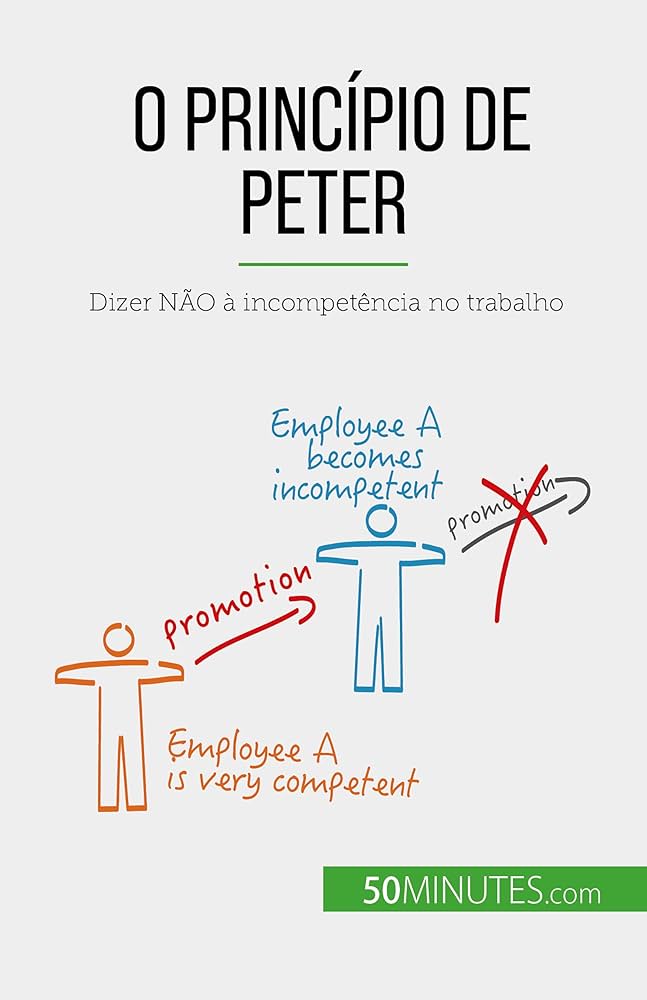 O PRINCÍPIO DE
PETER
Dizer NÃO à incompetência no trabalho
Employee A
becomes
incompetent
promotion
promotion
Employee A
is very competent
50MINUTES.com